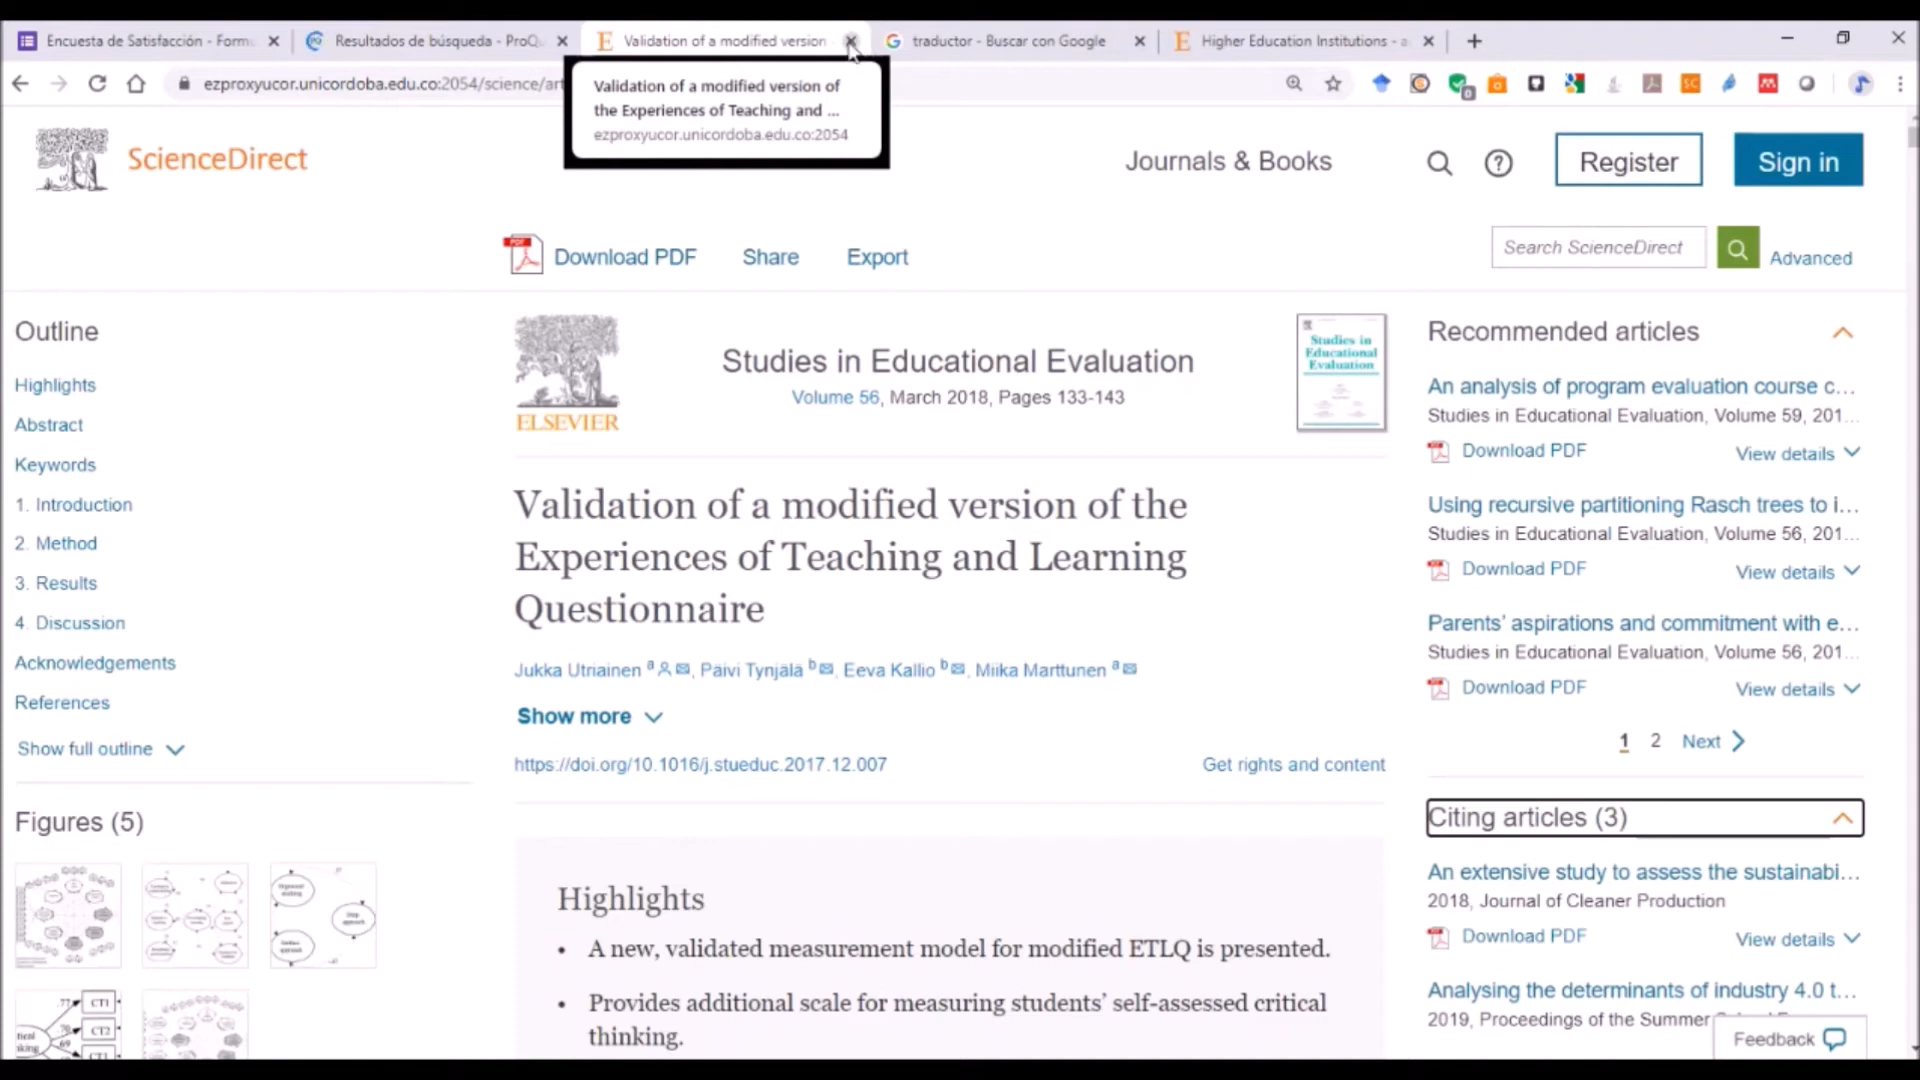 Encuesta de Satisfacción - Form
Resultados de búsqueda - ProQ
Validation of a modified version
traductor - Buscar con Google
Higher Education Institutions - a
ezproxyucor.unicordoba.edu.co:2054/science/art
Validation of a modified version of
the Experiences of Teaching and ...
ezproxyucor.unicordoba.edu.co:2054
ScienceDirect
Journals & Books
Register
Sign in
Download PDF
Share
Export
Search ScienceDirect
Advanced
Outline
Highlights
Abstract
Keywords
1. Introduction
2. Method
3. Results
4. Discussion
Acknowledgements
References
Show full outline
Figures (5)
ELSEVIER
Studies in Educational Evaluation
Volume 56, March 2018, Pages 133-143
Studies in
Educational
Evaluation
Validation of a modified version of the
Experiences of Teaching and Learning
Questionnaire
Jukka Utriainen a, Päivi Tynjälä b, Eeva Kallio b, Miika Marttunen a
Show more
https://doi.org/10.1016/j.stueduc.2017.12.007
Get rights and content
Highlights
• A new, validated measurement model for modified ETLQ is presented.
• Provides additional scale for measuring students' self-assessed critical
thinking.
Recommended articles
An analysis of program evaluation course c...
Studies in Educational Evaluation, Volume 59, 201...
Download PDF
View details
Using recursive partitioning Rasch trees to i...
Studies in Educational Evaluation, Volume 56, 201...
Download PDF
View details
Parents' aspirations and commitment with e...
Studies in Educational Evaluation, Volume 56, 201...
Download PDF
View details
1 2 Next
Citing articles (3)
An extensive study to assess the sustainabi...
2018, Journal of Cleaner Production
Download PDF
View details
Analysing the determinants of industry 4.0 t...
2019, Proceedings of the Summer
Feedback